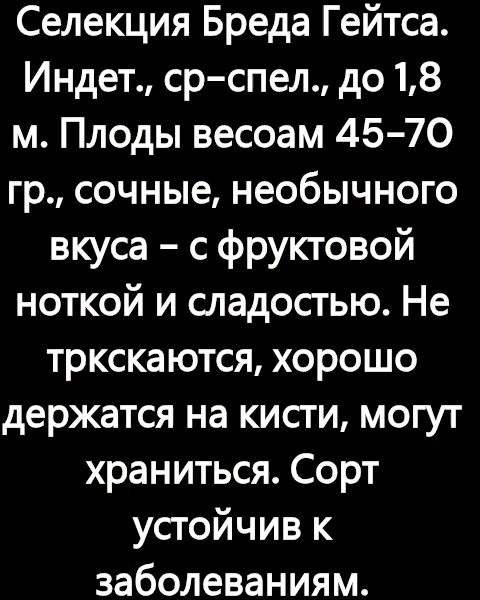 Селекция Бреда Гейтса.
Индет., ср-спел., до 1,8
м. Плоды весоам 45-70
гр., сочные, необычного
вкуса - с фруктовой
ноткой и сладостью. Не
тркскаются, хорошо
держатся на кисти, могут
храниться. Сорт
устойчив к
заболеваниям.